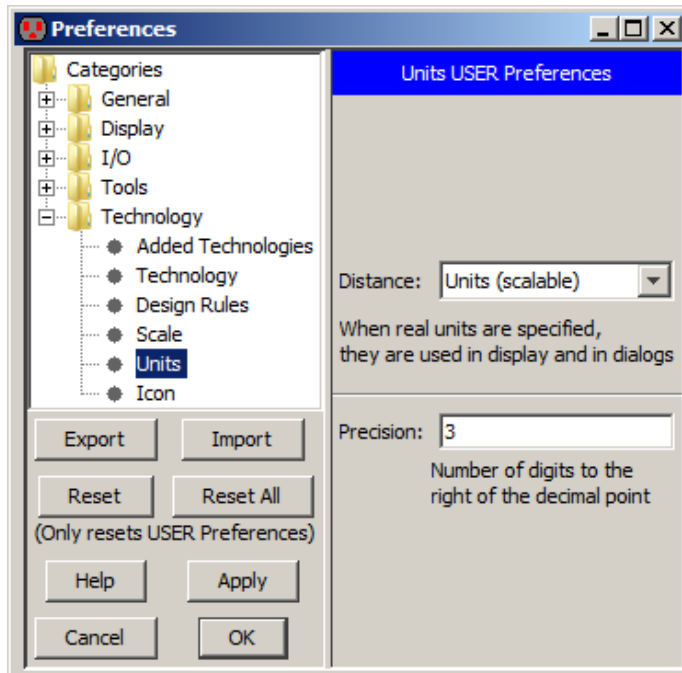 Preferences
Categories
General
Display
I/O
Tools
Technology
Added Technologies
Technology
Design Rules
Scale
Units
Icon
Export
Import
Reset
Reset All
(Only resets USER Preferences)
Help
Apply
Cancel
OK
Units USER Preferences
Distance: Units (scalable)
When real units are specified,
they are used in display and in dialogs
Precision: 3
Number of digits to the
right of the decimal point